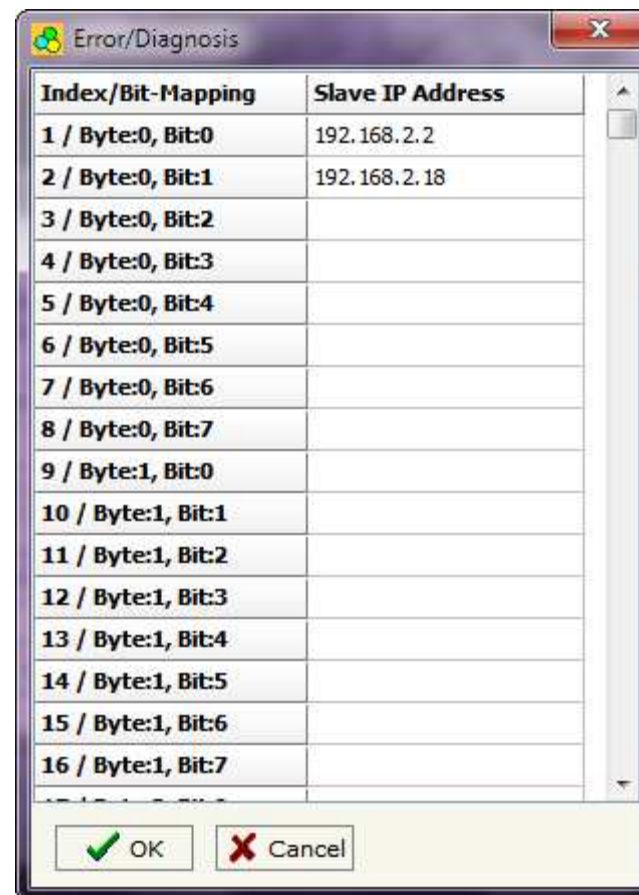 Error/Diagnosis
Index/Bit-Mapping Slave IP Address
1 / Byte:0, Bit:0 192.168.2.2
2 / Byte:0, Bit:1 192.168.2.18
3 / Byte:0, Bit:2
4 / Byte:0, Bit:3
5 / Byte:0, Bit:4
6 / Byte:0, Bit:5
7 / Byte:0, Bit:6
8 / Byte:0, Bit:7
9 / Byte:1, Bit:0
10 / Byte:1, Bit:1
11 / Byte:1, Bit:2
12 / Byte:1, Bit:3
13 / Byte:1, Bit:4
14 / Byte:1, Bit:5
15 / Byte:1, Bit:6
16 / Byte:1, Bit:7
OK Cancel